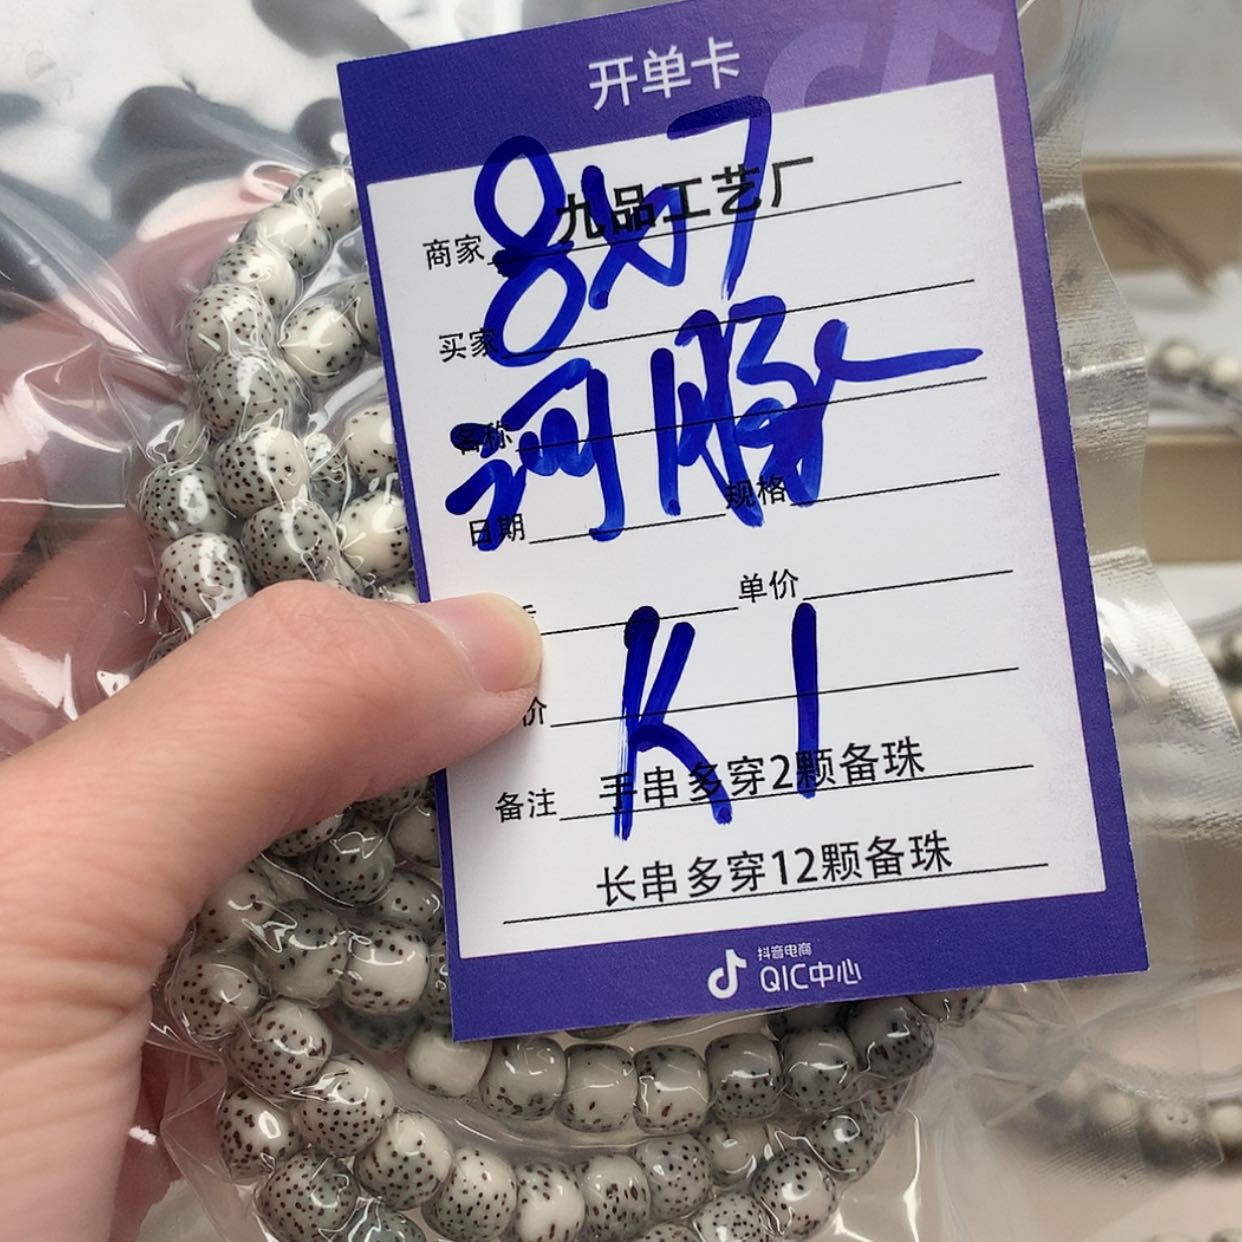 开单卡
商家 九品工艺厂
8x7
买家
河豚
名称
日期 规格
单价
价
K1
备注 手串多穿2颗备珠
长串多穿12颗备珠
抖音电商
QIC中心